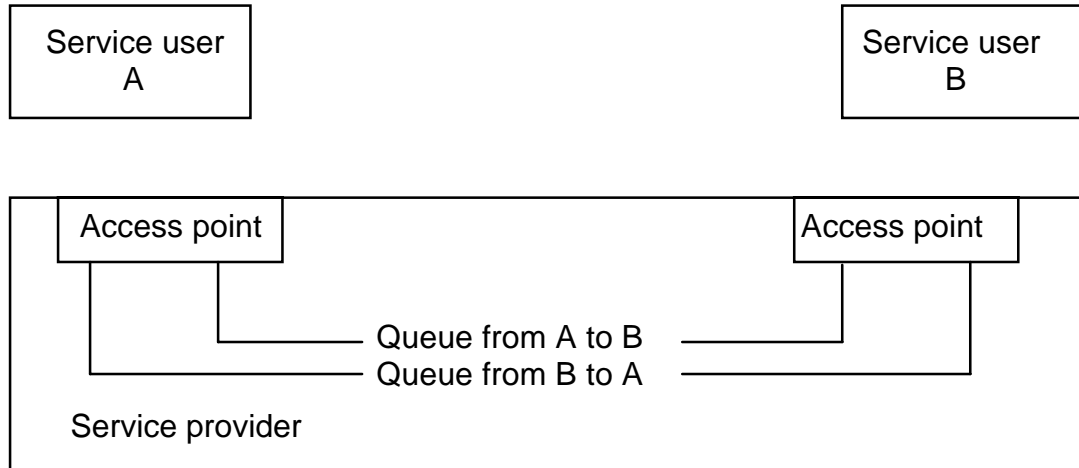 Service user
A
Service user
B
Access point
Access point
Queue from A to B
Queue from B to A
Service provider